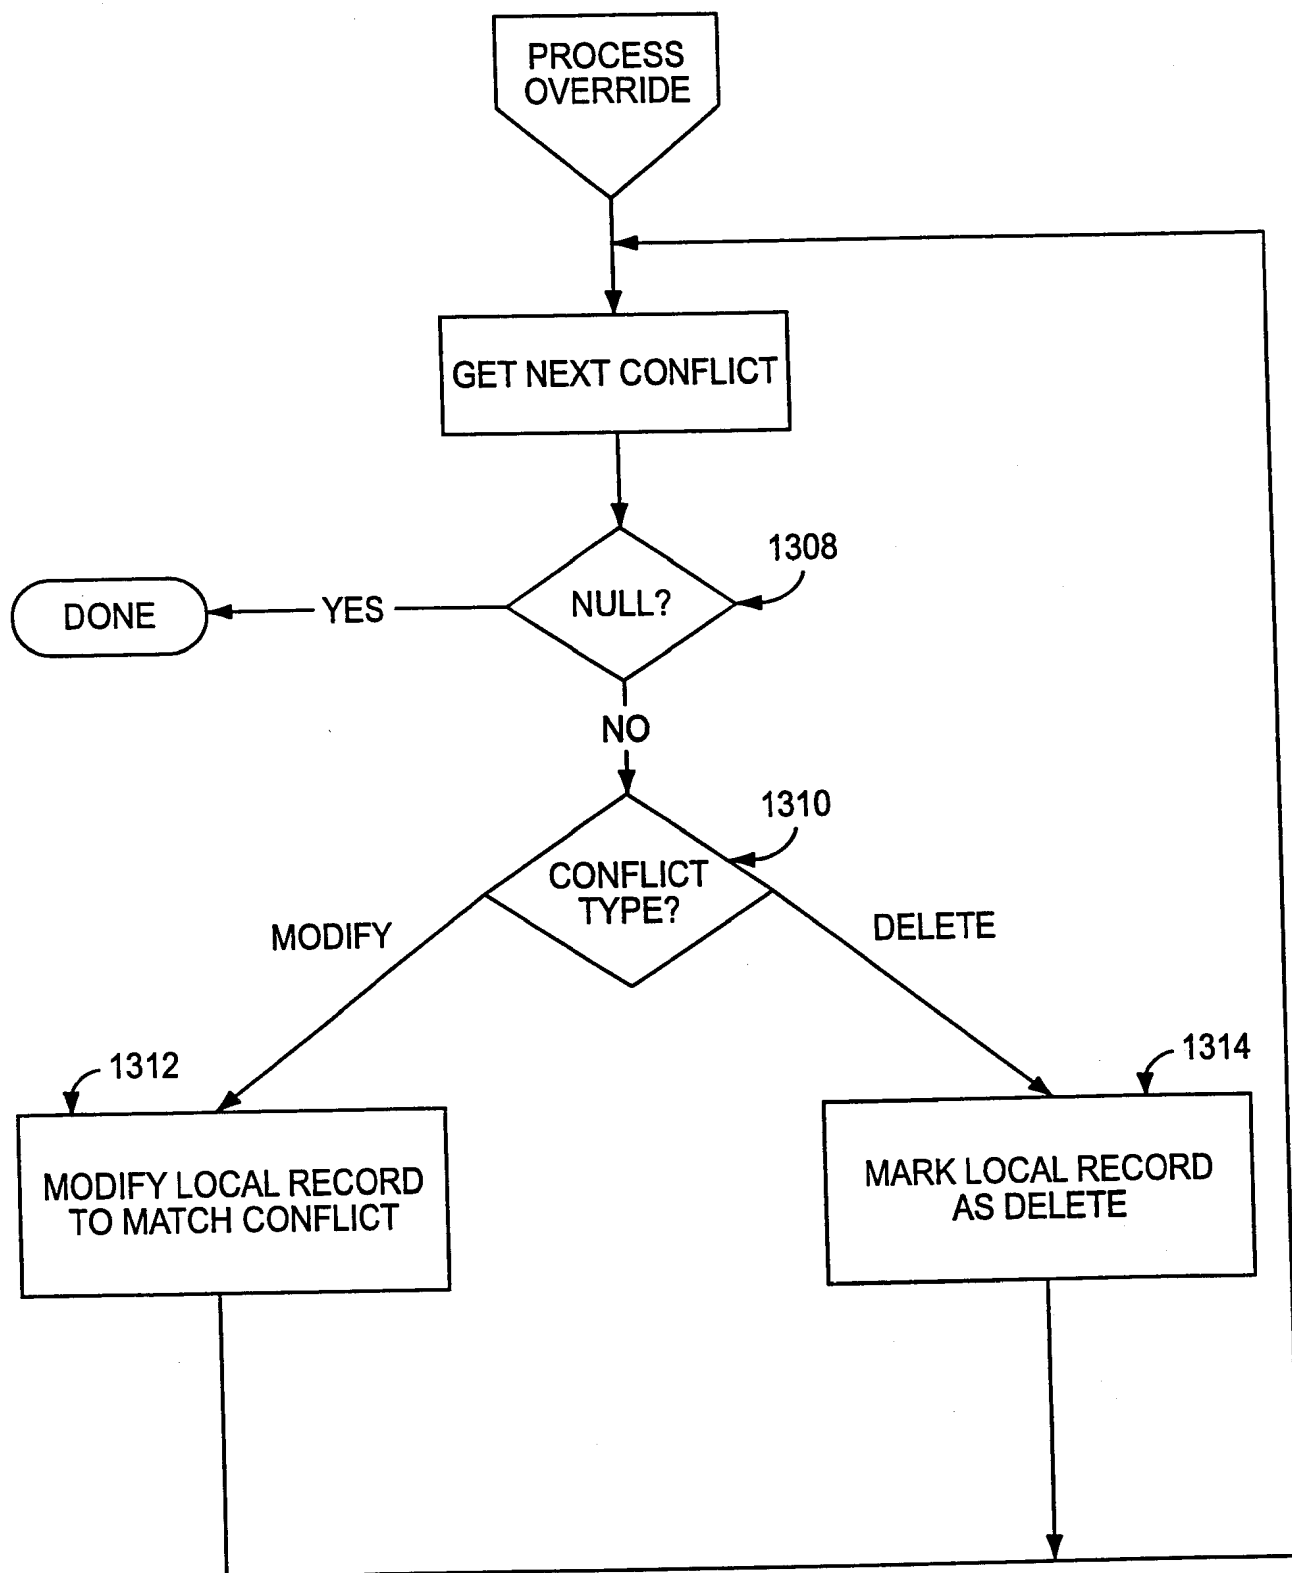 PROCESS
OVERRIDE
GET NEXT CONFLICT
1308
NULL?
YES
DONE
NO
1310
CONFLICT
TYPE?
MODIFY
DELETE
1312
1314
MODIFY LOCAL RECORD
TO MATCH CONFLICT
MARK LOCAL RECORD
AS DELETE